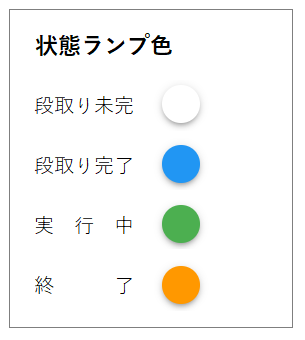 状態ランプ色
段取り未完
段取り完了
実　行　中
終　　　了